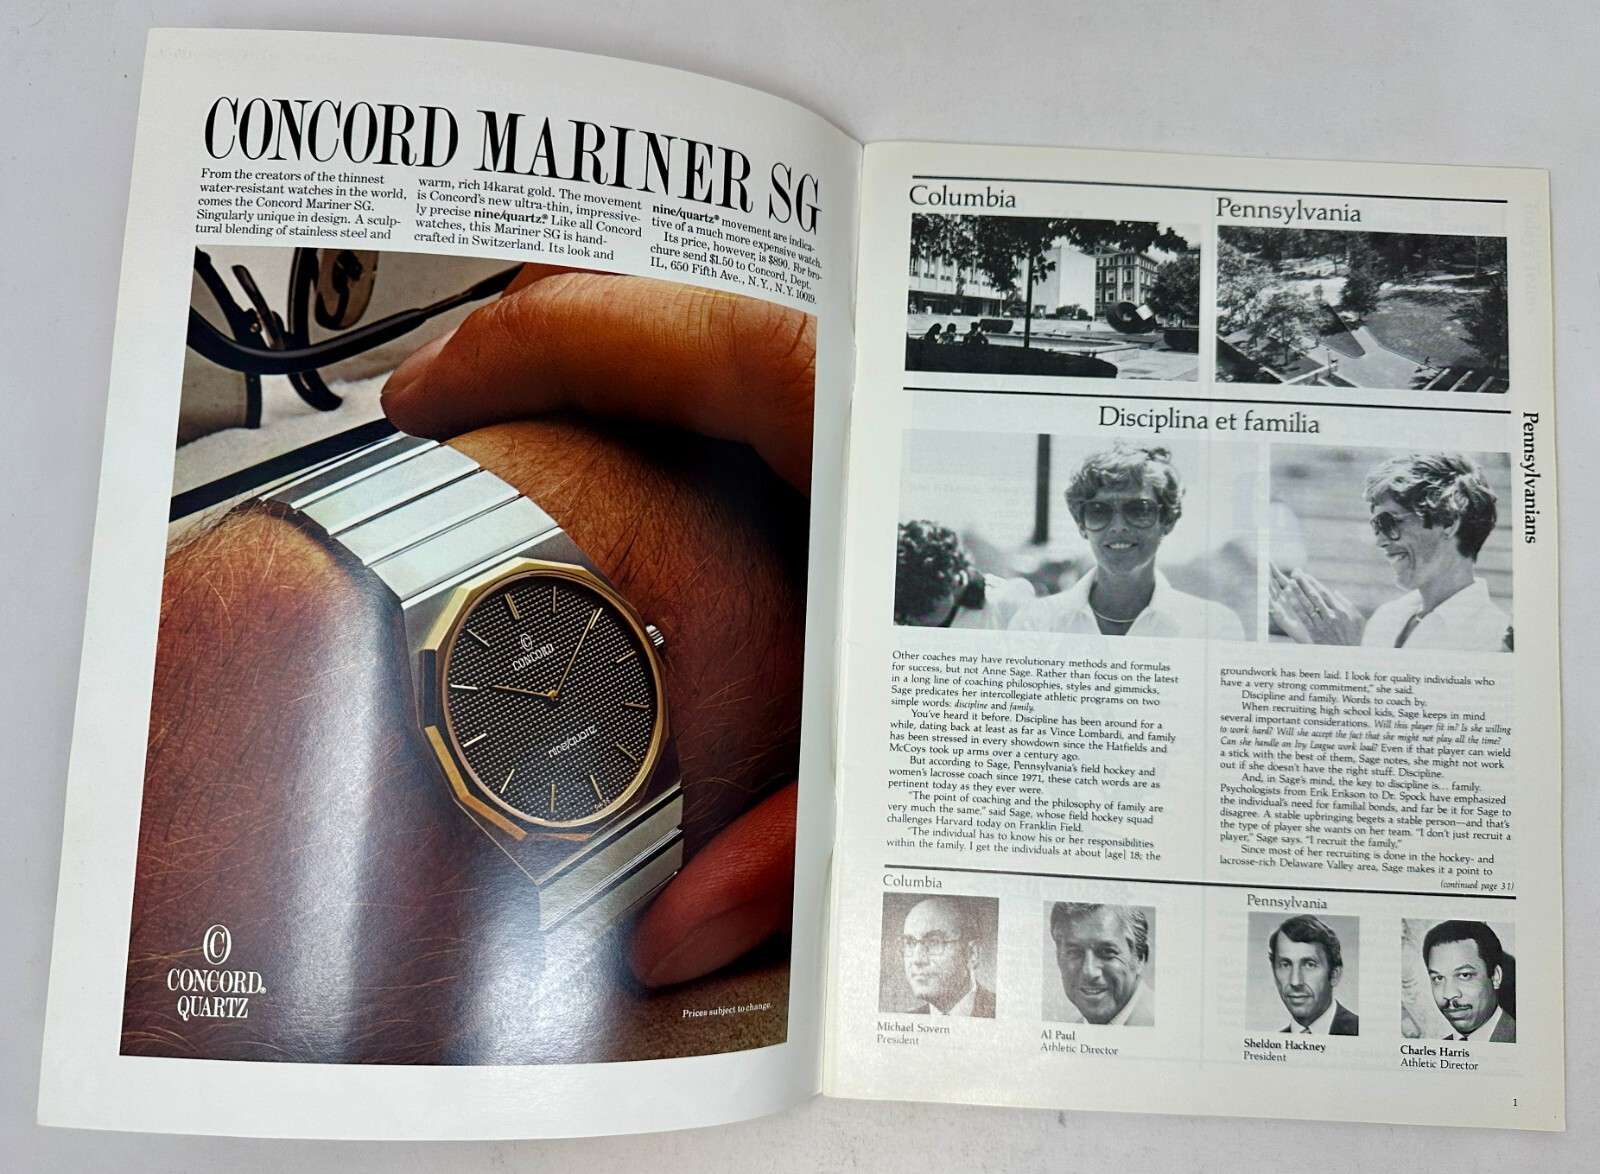 CONCORD MARINER SG
From the creators of the thinnest
water-resistant watches in the world,
comes the Concord Mariner SG.
Singularly unique in design. A sculp-
tural blending of stainless steel and
warm, rich 14karat gold. The movement
is Concord's new ultra-thin, impressive-
ly precise nine/quartz.® Like all Concord
watches, this Mariner SG is hand-
crafted in Switzerland. Its look and
nine/quartz® movement are indica-
tive of a much more expensive watch.
Its price, however, is $890. For bro-
chure send $1.50 to Concord, Dept.
IL, 650 Fifth Ave., N.Y., N.Y. 10019.
C
CONCORD
nine/quartz
C
CONCORD®
QUARTZ
Prices subject to change.
Columbia
Pennsylvania
Disciplina et familia
Pennsylvanians
Other coaches may have revolutionary methods and formulas
for success, but not Anne Sage. Rather than focus on the latest
in a long line of coaching philosophies, styles and gimmicks,
Sage predicates her intercollegiate athletic programs on two
simple words: discipline and family.
You've heard it before. Discipline has been around for a
while, dating back at least as far as Vince Lombardi, and family
has been stressed in every showdown since the Hatfields and
McCoys took up arms over a century ago.
But according to Sage, Pennsylvania's field hockey and
women's lacrosse coach since 1971, these catch words are as
pertinent today as they ever were.
"The point of coaching and the philosophy of family are
very much the same," said Sage, whose field hockey squad
challenges Harvard today on Franklin Field.
"The individual has to know his or her responsibilities
within the family. I get the individuals at about [age] 18; the
groundwork has been laid. I look for quality individuals who
have a very strong commitment," she said.
Discipline and family. Words to coach by.
When recruiting high school kids, Sage keeps in mind
several important considerations. Will this player fit in? Is she willing
to work hard? Will she accept the fact that she might not play all the time?
Can she handle an Ivy League work load? Even if that player can wield
a stick with the best of them, Sage notes, she might not work
out if she doesn't have the right stuff. Discipline.
And, in Sage's mind, the key to discipline is... family.
Psychologists from Erik Erikson to Dr. Spock have emphasized
the individual's need for familial bonds, and far be it for Sage to
disagree. A stable upbringing begets a stable person—and that's
the type of player she wants on her team. "I don't just recruit a
player," Sage says. "I recruit the family."
Since most of her recruiting is done in the hockey- and
lacrosse-rich Delaware Valley area, Sage makes it a point to
(continued page 31)
Columbia
Pennsylvania
Michael Sovern
President
Al Paul
Athletic Director
Sheldon Hackney
President
Charles Harris
Athletic Director
1